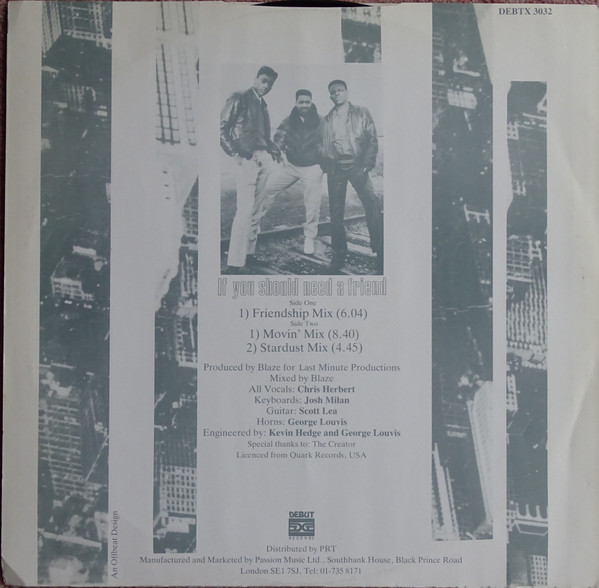 DEBTX 3032
If you should need a friend
Side One
1) Friendship Mix (6.04)
Side Two
1) Movin' Mix (8.40)
2) Stardust Mix (4.45)
Produced by Blaze for Last Minute Productions
Mixed by Blaze
All Vocals: Chris Herbert
Keyboards: Josh Milan
Guitar: Scott Lea
Horns: George Louvis
Engineered by: Kevin Hedge and George Louvis
Special thanks to: The Creator
Licenced from Quark Records, USA
An Offbeat Design
DEBUT
RECORDS
Distributed by PRT
Manufactured and Marketed by Passion Music Ltd., Southbank House, Black Prince Road
London SE1 7SJ. Tel: 01-735 8171